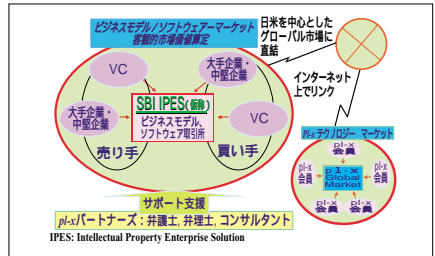 ビジネスモデル/ソフトウェアーマーケット
客観的市場価値算定
日米を中心とした
グローバル市場に
直結
インターネット
上でリンク
VC
大手企業・
中堅企業
大手企業・
中堅企業
SBI IPES(仮称)
ビジネスモデル,
ソフトウェア取引所
VC
売り手
買い手
Pl-xテクノロジー マーケット
pl-x
会員
pl-x
会員
p l - x
Global
Market
pl-x
会員
pl-x
会員
pl-x
会員
サポート支援
pl-xパートナーズ：弁護士, 弁理士, コンサルタント
IPES: Intellectual Property Enterprise Solution